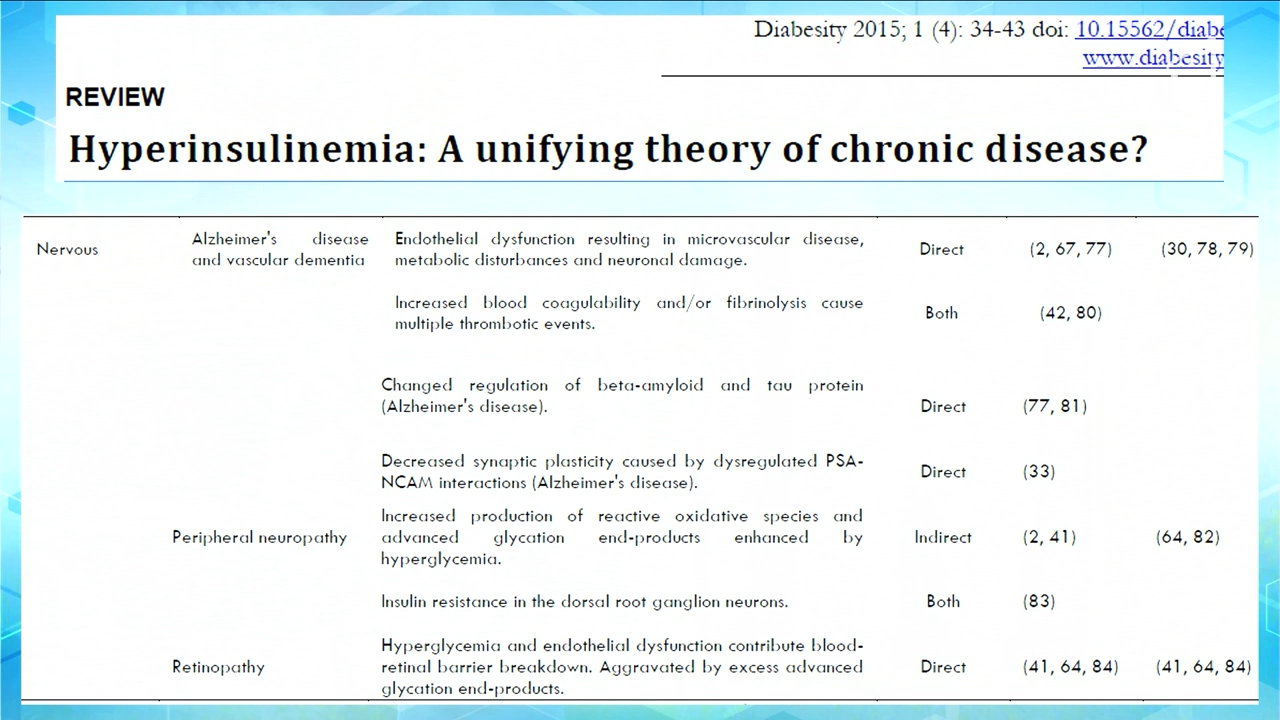 Diabesity 2015; 1 (4): 34-43 doi: 10.15562/diabe
www.diabesity
REVIEW
Hyperinsulinemia: A unifying theory of chronic disease?
Nervous
Alzheimer's disease
and vascular dementia
Endothelial dysfunction resulting in microvascular disease,
metabolic disturbances and neuronal damage.
Direct
(2, 67, 77)
(30, 78, 79)
Increased blood coagulability and/or fibrinolysis cause
multiple thrombotic events.
Both
(42, 80)
Changed regulation of beta-amyloid and tau protein
(Alzheimer's disease).
Direct
(77, 81)
Decreased synaptic plasticity caused by dysregulated PSA-
NCAM interactions (Alzheimer's disease).
Direct
(33)
Peripheral neuropathy
Increased production of reactive oxidative species and
advanced glycation end-products enhanced by
hyperglycemia.
Indirect
(2, 41)
(64, 82)
Insulin resistance in the dorsal root ganglion neurons.
Both
(83)
Retinopathy
Hyperglycemia and endothelial dysfunction contribute blood-
retinal barrier breakdown. Aggravated by excess advanced
glycation end-products.
Direct
(41, 64, 84)
(41, 64, 84)